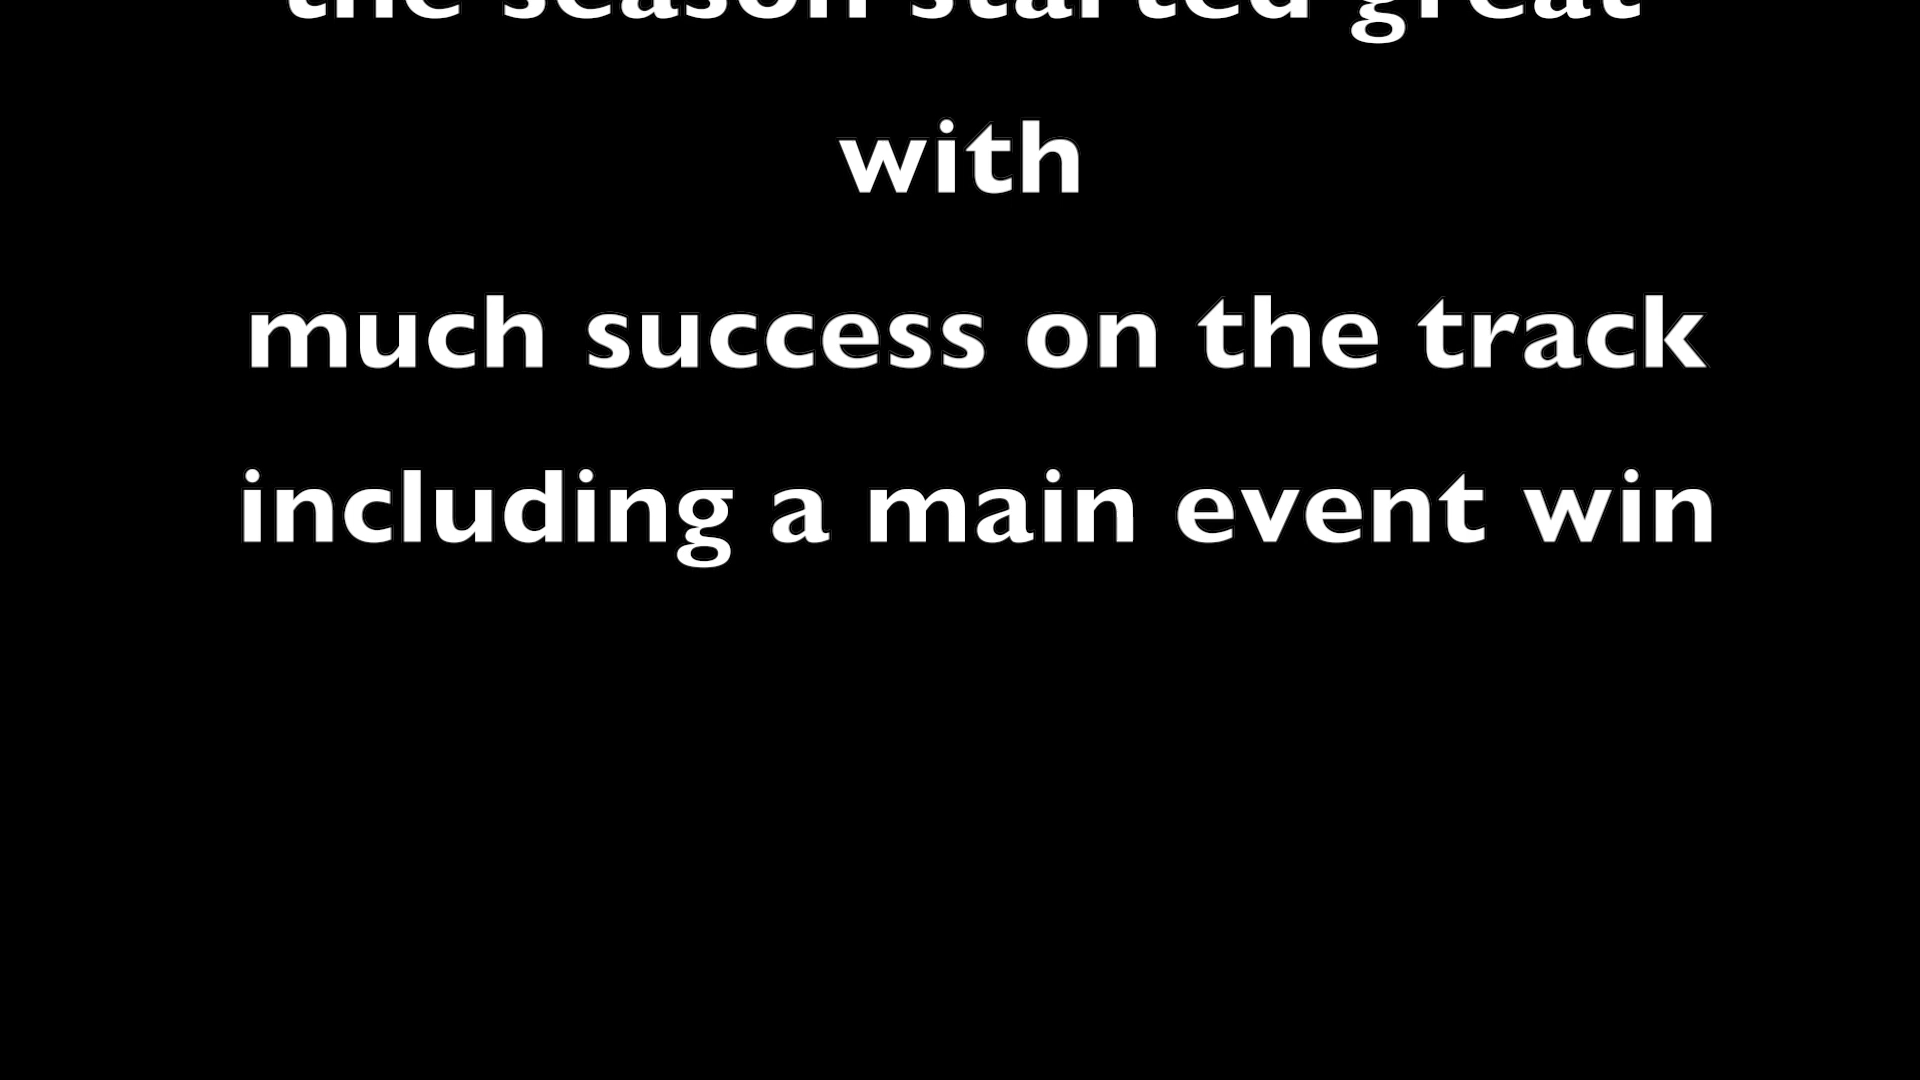 the season started great
with
much success on the track
including a main event win